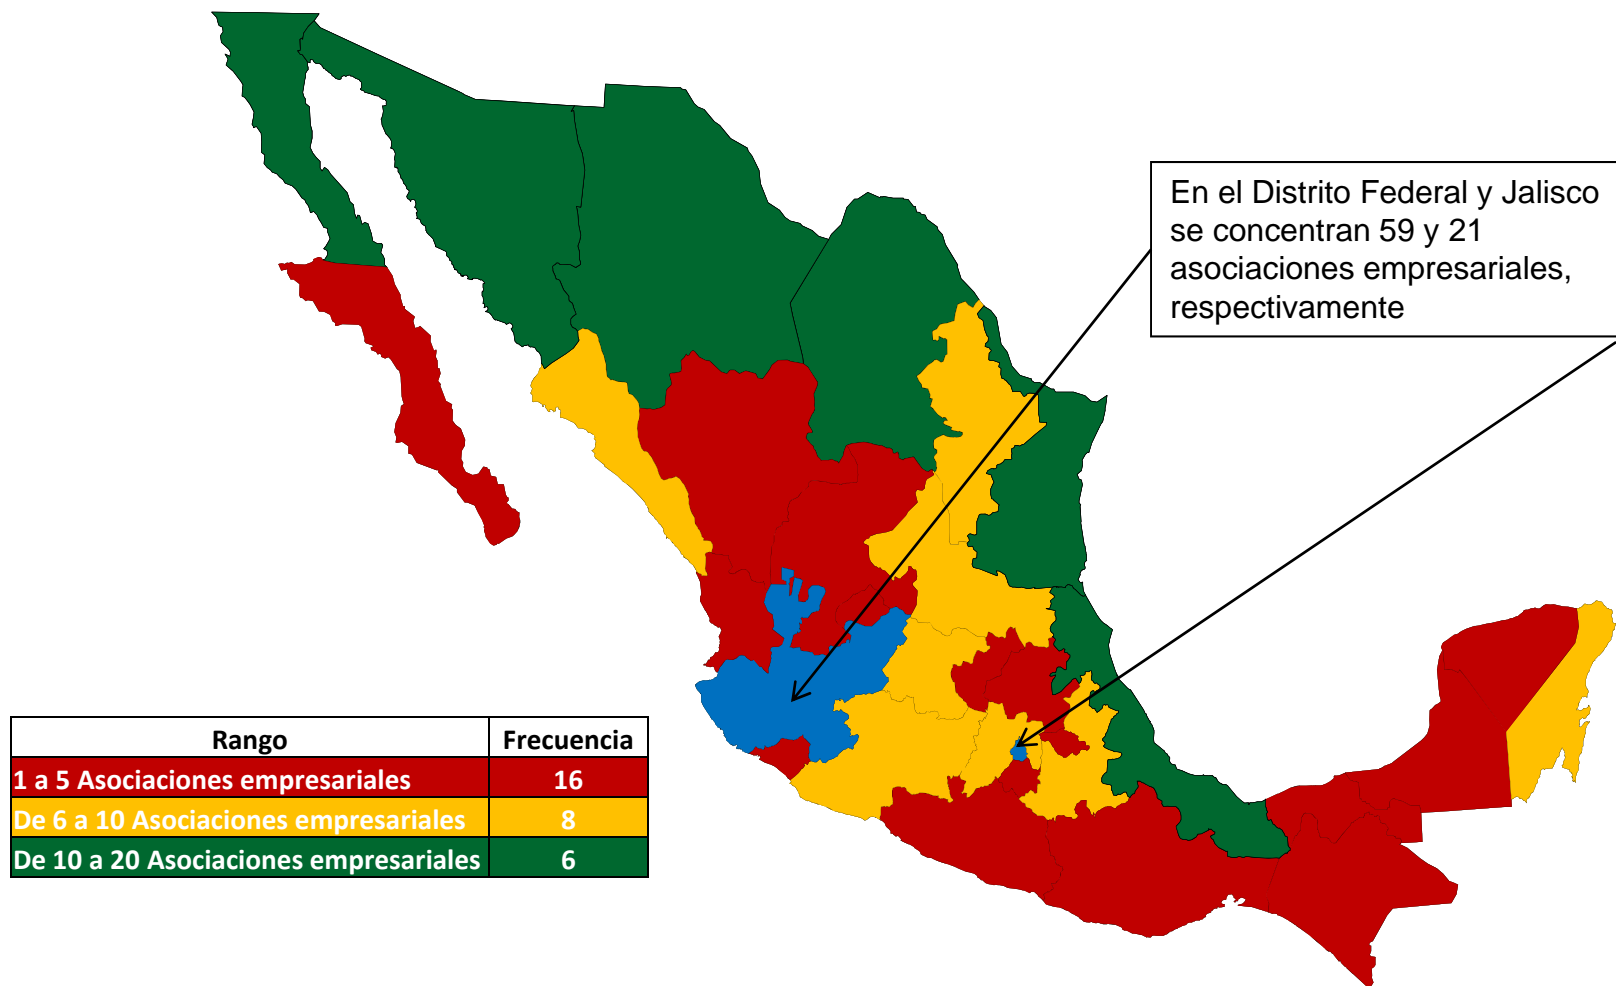 En el Distrito Federal y Jalisco
se concentran 59 y 21
asociaciones empresariales,
respectivamente
Rango Frecuencia
1 a 5 Asociaciones empresariales 16
De 6 a 10 Asociaciones empresariales 8
De 10 a 20 Asociaciones empresariales 6